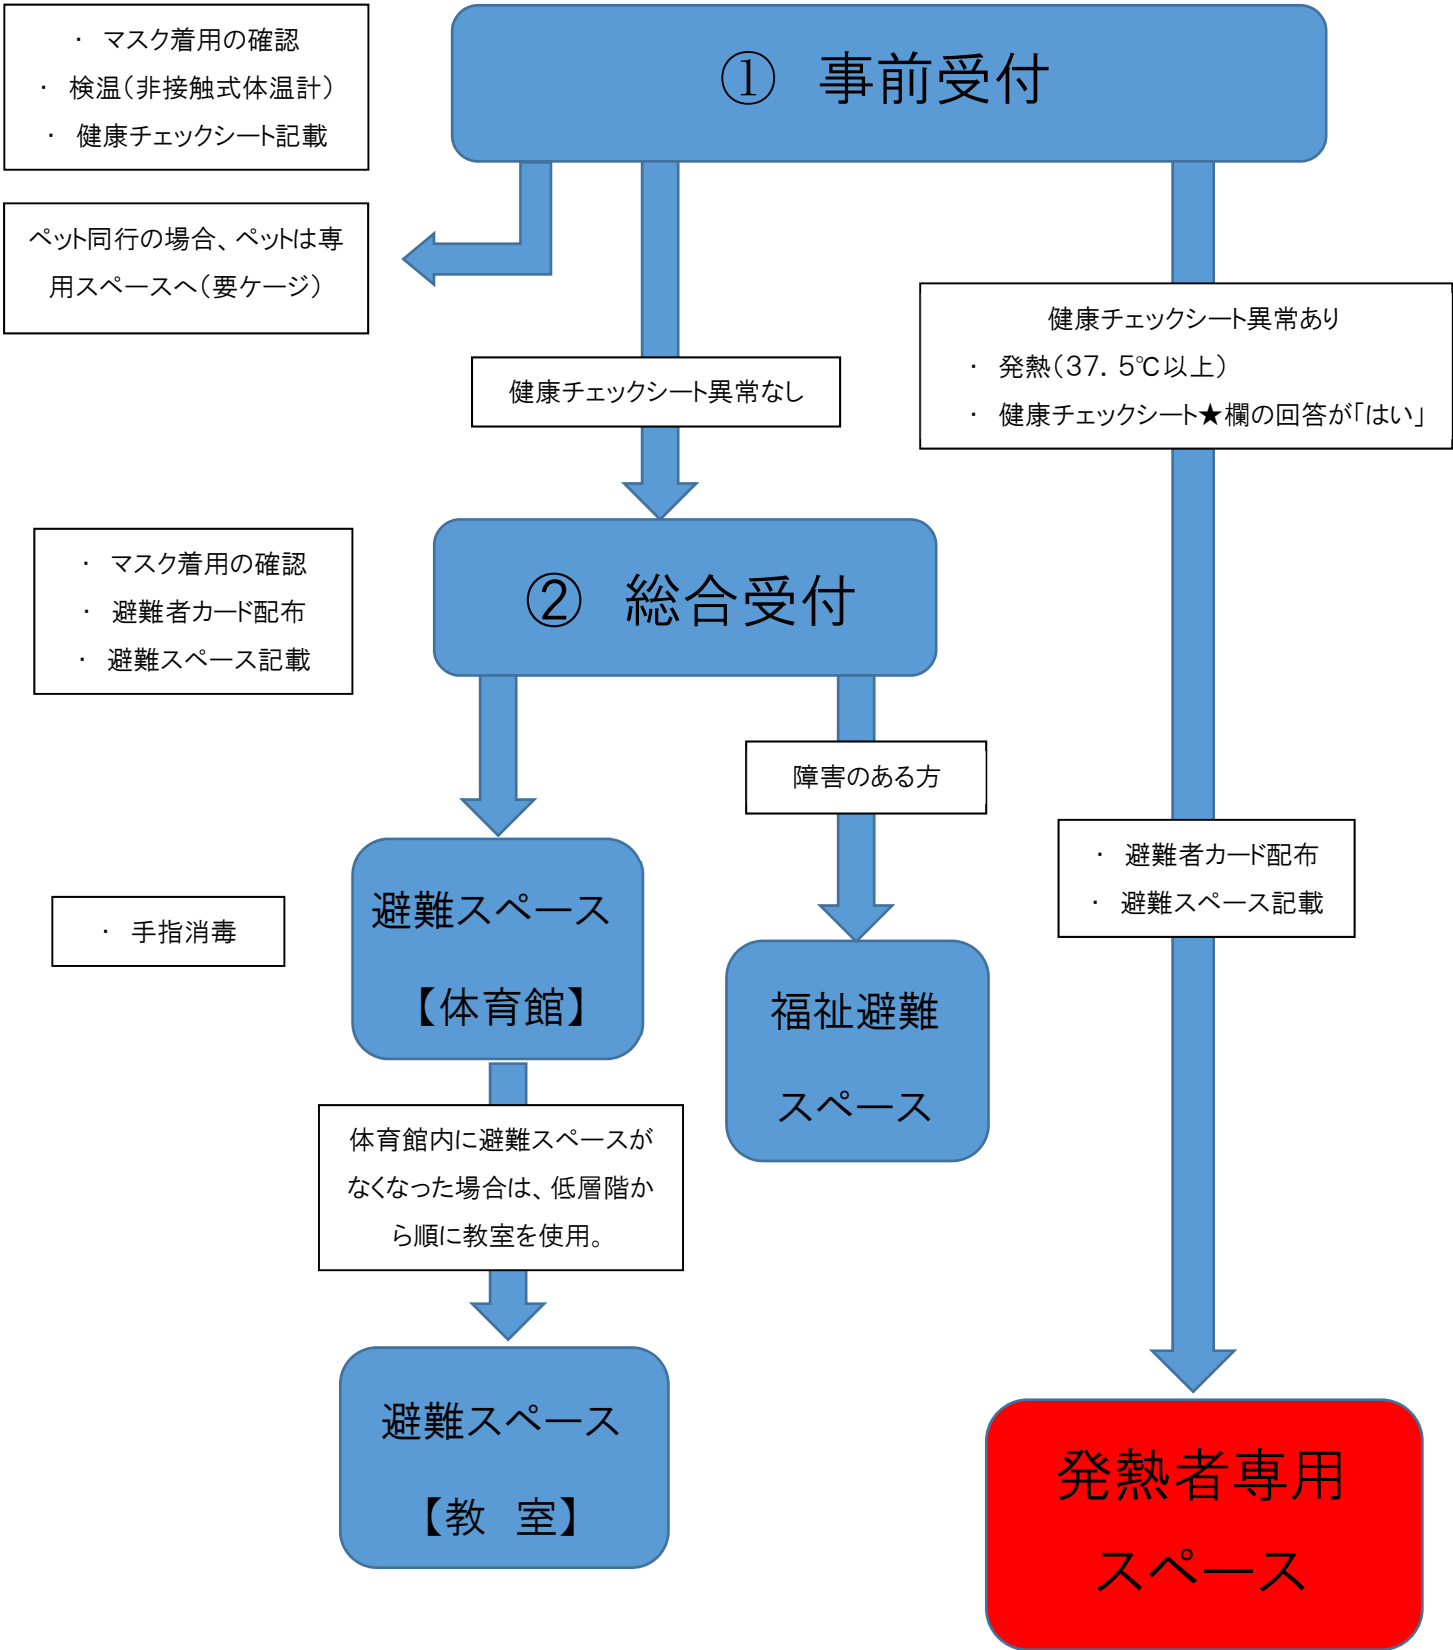 ・ マスク着用の確認
・ 検温（非接触式体温計）
・ 健康チェックシート記載
① 事前受付
ペット同行の場合、ペットは専
用スペースへ（要ケージ）
健康チェックシート異常なし
健康チェックシート異常あり
・ 発熱（37．5℃以上）
・ 健康チェックシート★欄の回答が「はい」
・ マスク着用の確認
・ 避難者カード配布
・ 避難スペース記載
② 総合受付
障害のある方
・ 手指消毒
避難スペース
【体育館】
福祉避難
スペース
・ 避難者カード配布
・ 避難スペース記載
体育館内に避難スペースが
なくなった場合は、低層階か
ら順に教室を使用。
避難スペース
【教　室】
発熱者専用
スペース